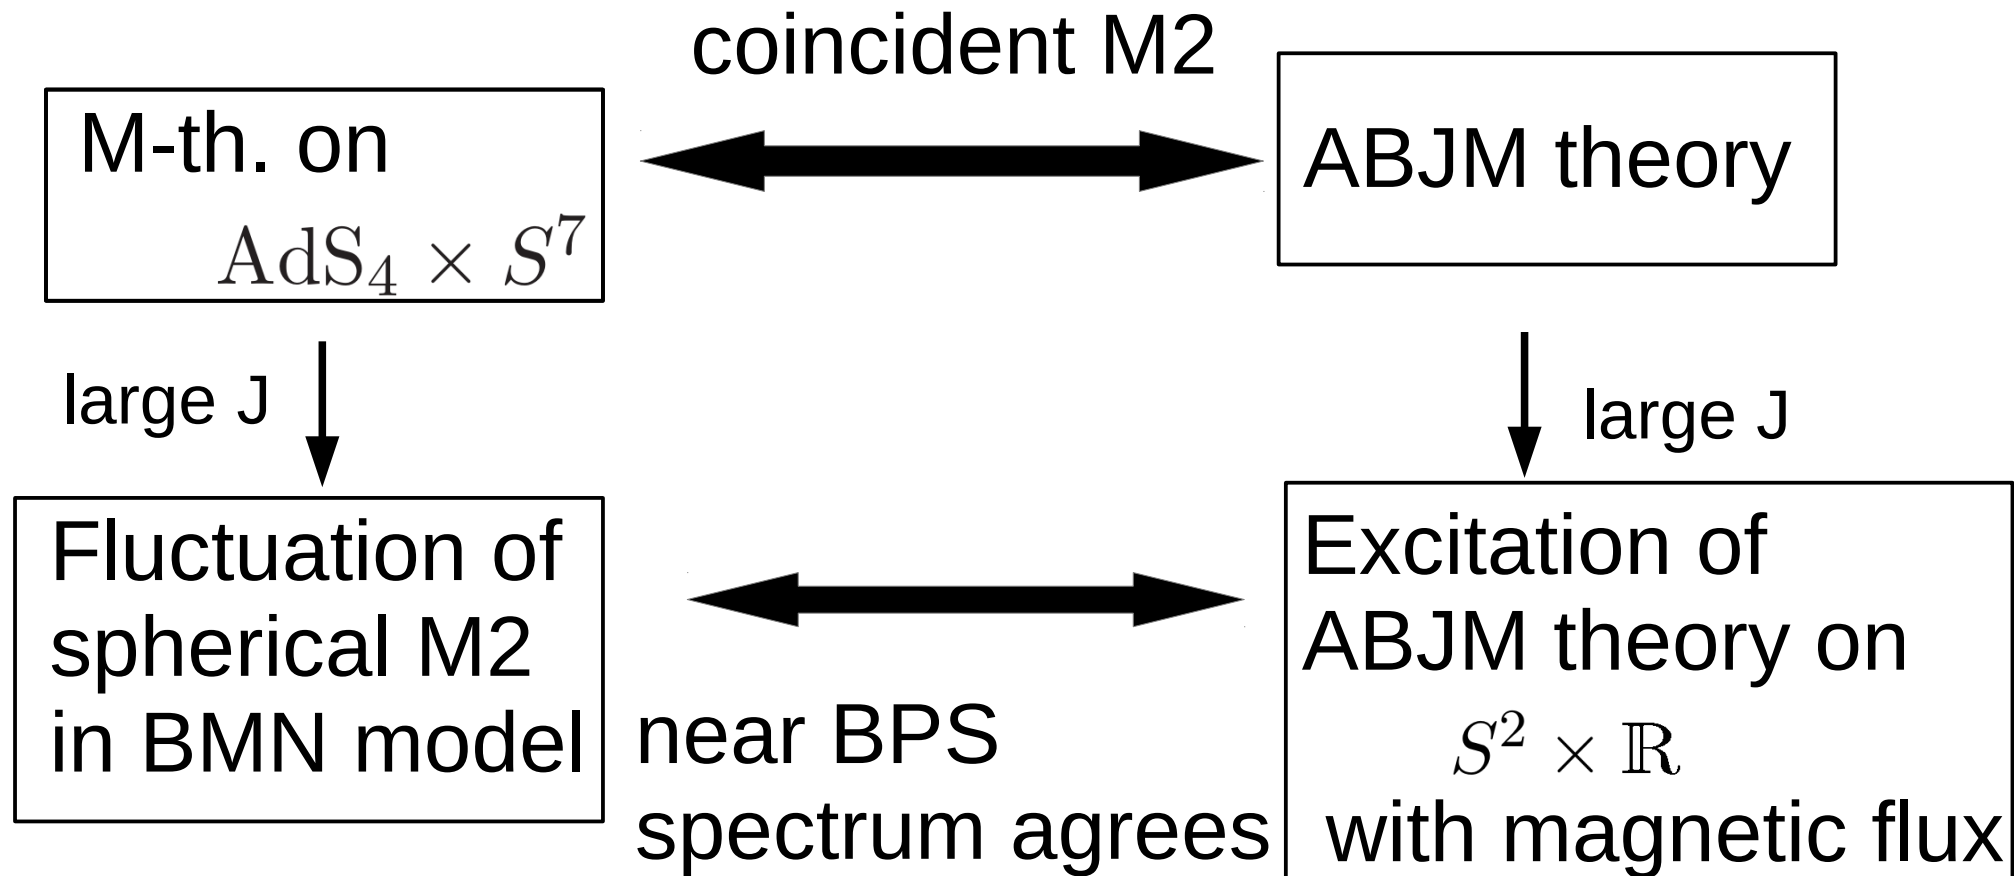 coincident M2
M-th. on
AdS₄ × S⁷
ABJM theory
large J
large J
Fluctuation of
spherical M2
in BMN model
near BPS
spectrum agrees
Excitation of
ABJM theory on
S² × ℝ
with magnetic flux